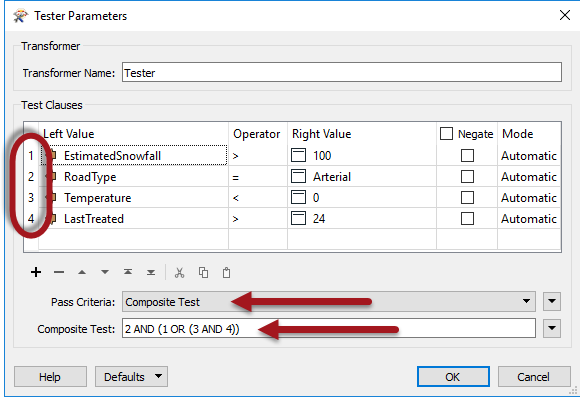 Tester Parameters
Transformer
Transformer Name: Tester
Test Clauses
Left Value Operator Right Value Negate Mode
1 EstimatedSnowfall > 100 Automatic
2 RoadType = Arterial Automatic
3 Temperature < 0 Automatic
4 LastTreated > 24 Automatic
Pass Criteria: Composite Test
Composite Test: 2 AND (1 OR (3 AND 4))
Help Defaults OK Cancel